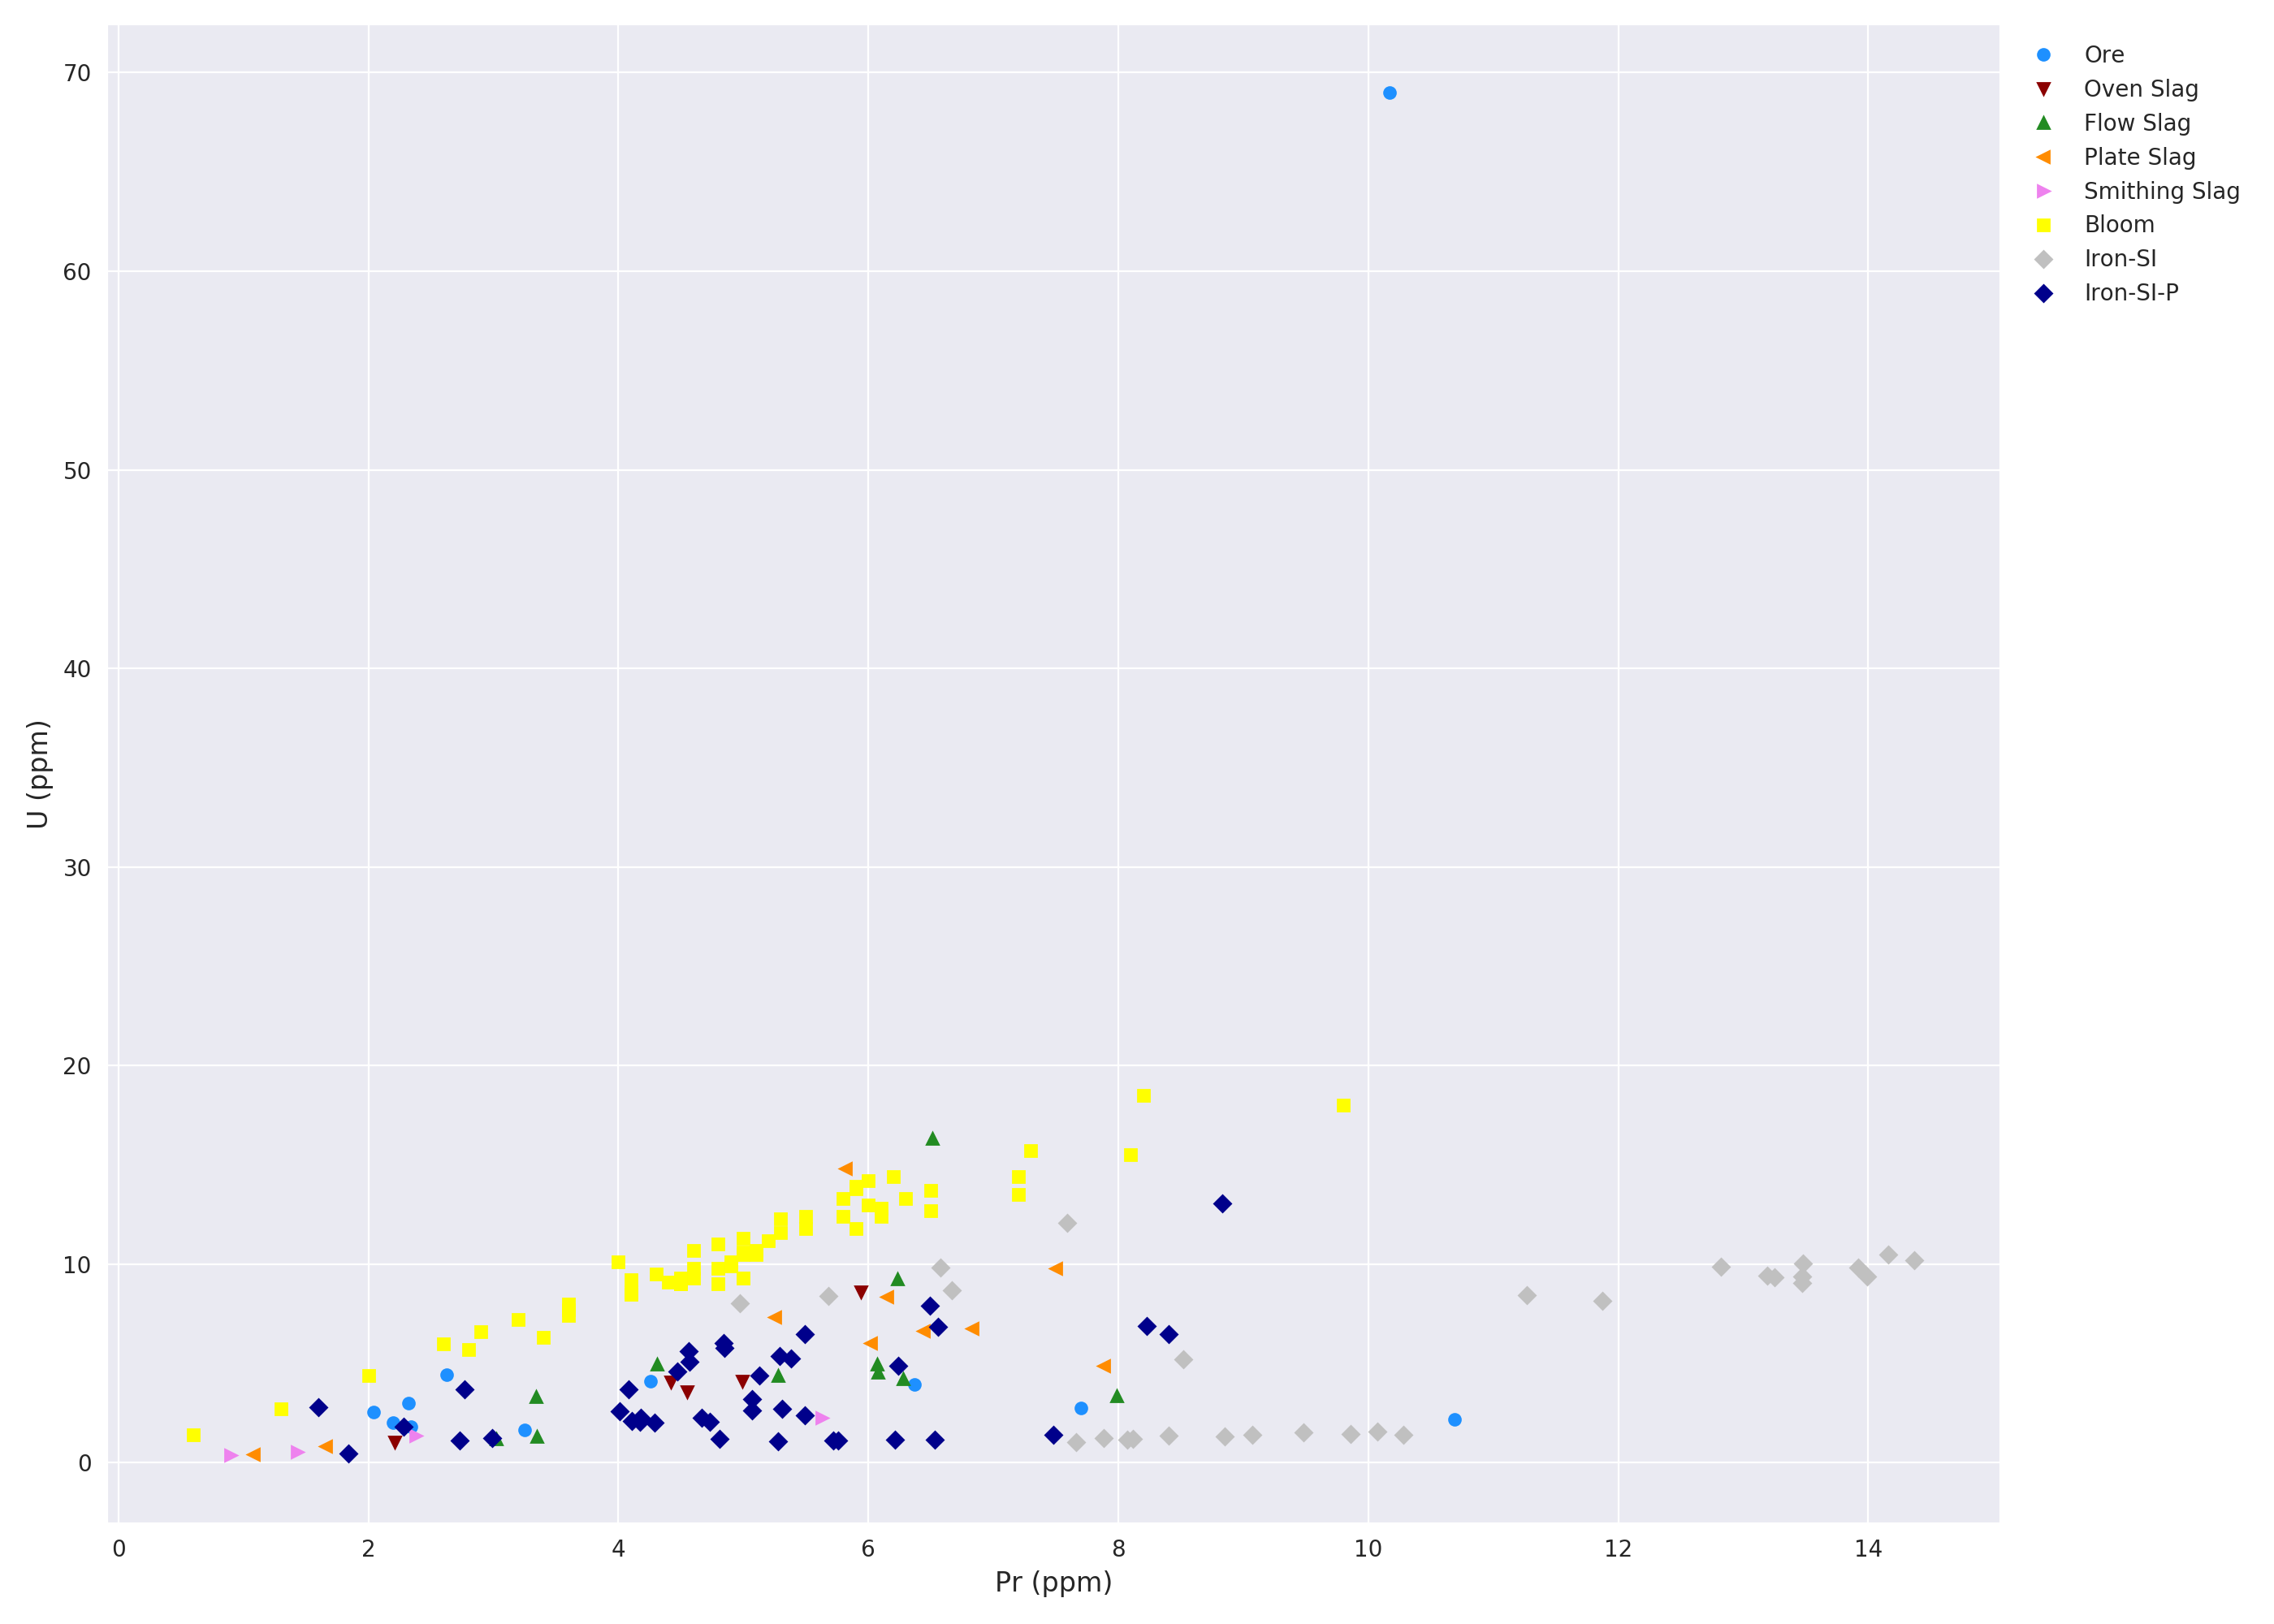 70
60
50
40
30
20
10
0
U (ppm)
0 2 4 6 8 10 12 14
Pr (ppm)
Ore
Oven Slag
Flow Slag
Plate Slag
Smithing Slag
Bloom
Iron-SI
Iron-SI-P